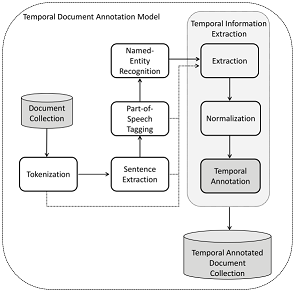 Temporal Document Annotation Model
Temporal Information
Extraction
Named-
Entity
Recognition
Extraction
Document
Collection
Part-of-
Speech
Tagging
Normalization
Tokenization
Sentence
Extraction
Temporal
Annotation
Temporal Annotated
Document
Collection